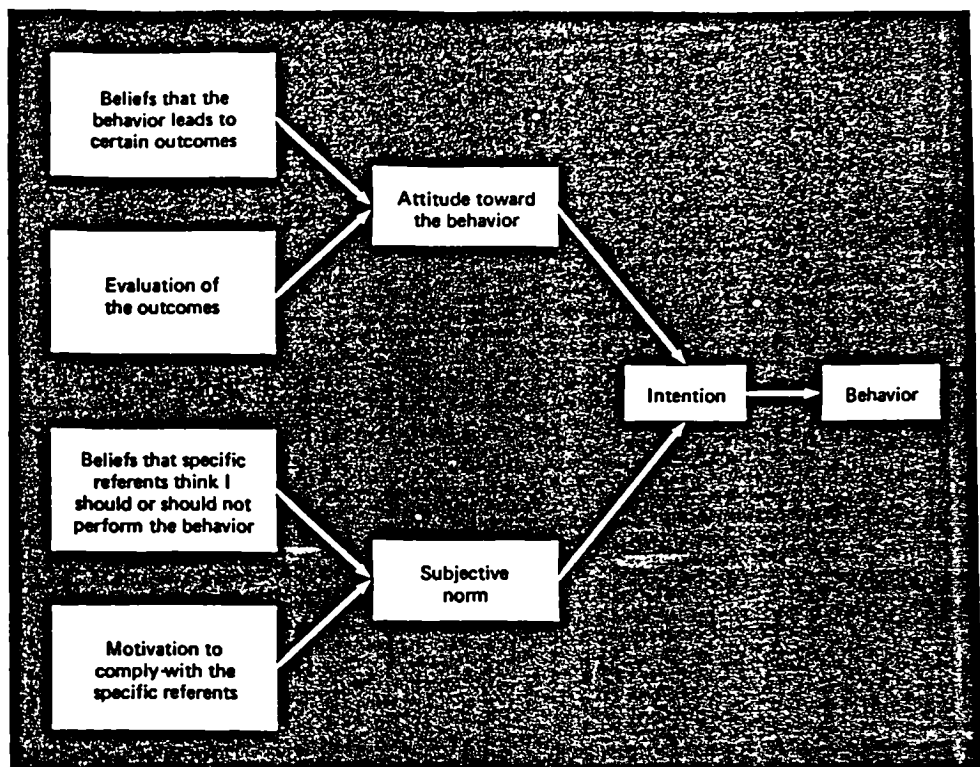 Beliefs that the
behavior leads to
certain outcomes
Attitude toward
the behavior
Evaluation of
the outcomes
Intention
Behavior
Beliefs that specific
referents think I
should or should not
perform the behavior
Subjective
norm
Motivation to
comply with the
specific referents